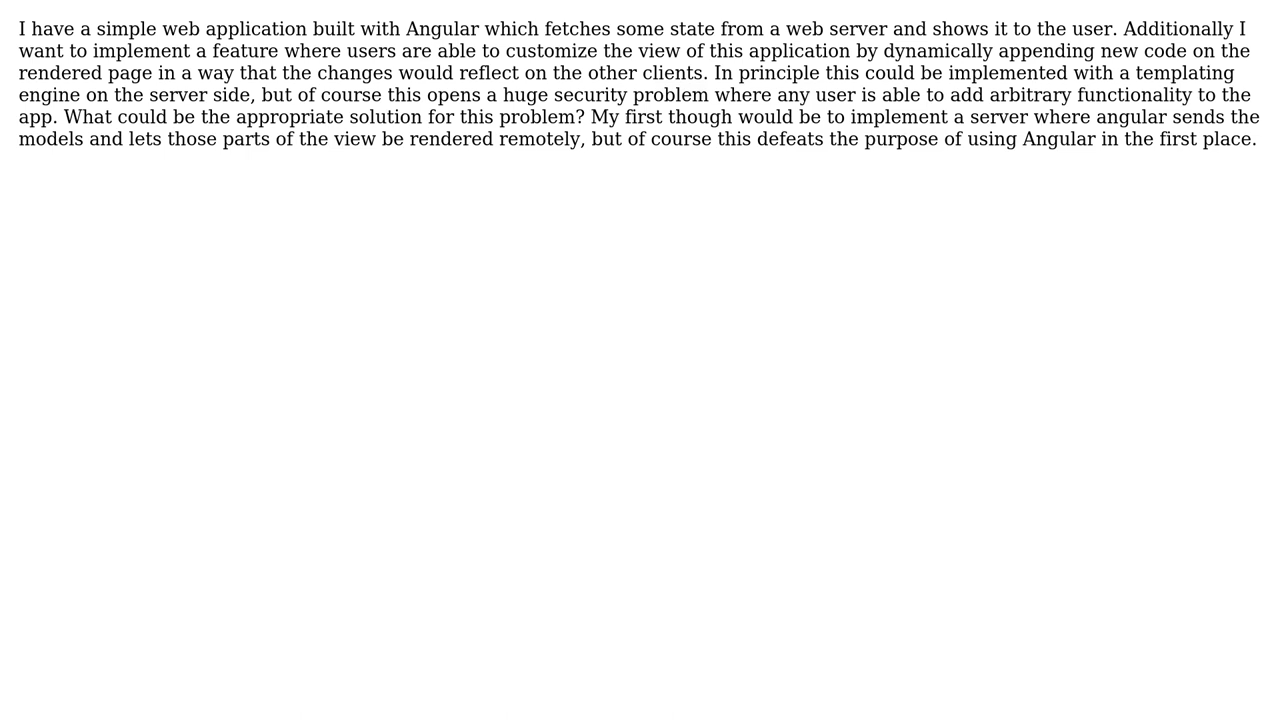 I have a simple web application built with Angular which fetches some state from a web server and shows it to the user. Additionally I
want to implement a feature where users are able to customize the view of this application by dynamically appending new code on the
rendered page in a way that the changes would reflect on the other clients. In principle this could be implemented with a templating
engine on the server side, but of course this opens a huge security problem where any user is able to add arbitrary functionality to the
app. What could be the appropriate solution for this problem? My first though would be to implement a server where angular sends the
models and lets those parts of the view be rendered remotely, but of course this defeats the purpose of using Angular in the first place.